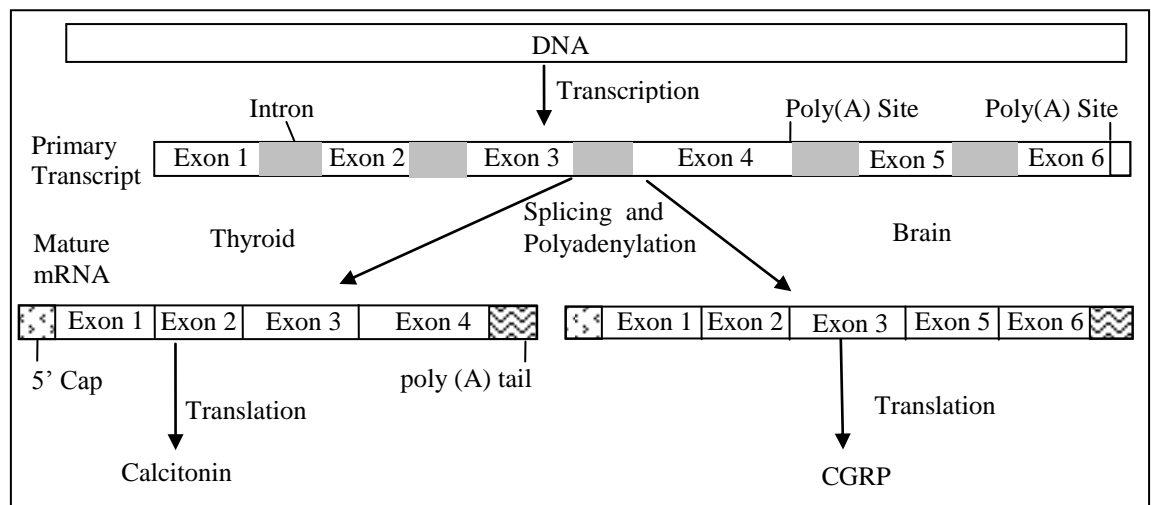 DNA
Transcription
Intron
Poly(A) Site
Poly(A) Site
Primary
Transcript
Exon 1
Exon 2
Exon 3
Exon 4
Exon 5
Exon 6
Splicing and
Polyadenylation
Thyroid
Brain
Mature
mRNA
Exon 1
Exon 2
Exon 3
Exon 4
Exon 1
Exon 2
Exon 3
Exon 5
Exon 6
5’ Cap
poly (A) tail
Translation
Translation
Calcitonin
CGRP